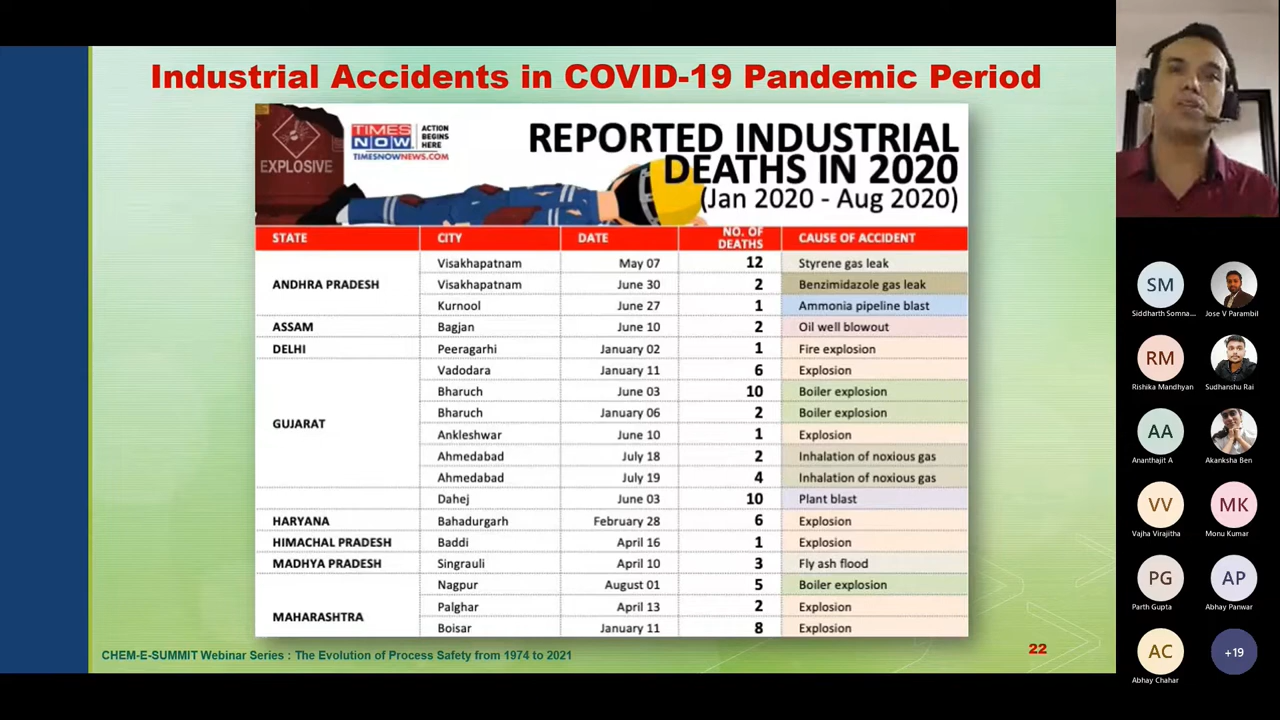 Industrial Accidents in COVID-19 Pandemic Period
EXPLOSIVE
TIMES
NOW
TIMESNOWNEWS.COM
ACTION
BEGINS
HERE
REPORTED INDUSTRIAL
DEATHS IN 2020
(Jan 2020 - Aug 2020)
STATE CITY DATE NO. OF DEATHS CAUSE OF ACCIDENT
ANDHRA PRADESH
Visakhapatnam May 07 12 Styrene gas leak
Visakhapatnam June 30 2 Benzimidazole gas leak
Kurnool June 27 1 Ammonia pipeline blast
ASSAM Bagjan June 10 2 Oil well blowout
DELHI Peeragarhi January 02 1 Fire explosion
GUJARAT
Vadodara January 11 6 Explosion
Bharuch June 03 10 Boiler explosion
Bharuch January 06 2 Boiler explosion
Ankleshwar June 10 1 Explosion
Ahmedabad July 18 2 Inhalation of noxious gas
Ahmedabad July 19 4 Inhalation of noxious gas
Dahej June 03 10 Plant blast
HARYANA Bahadurgarh February 28 6 Explosion
HIMACHAL PRADESH Baddi April 16 1 Explosion
MADHYA PRADESH Singrauli April 10 3 Fly ash flood
MAHARASHTRA
Nagpur August 01 5 Boiler explosion
Palghar April 13 2 Explosion
Boisar January 11 8 Explosion
CHEM-E-SUMMIT Webinar Series : The Evolution of Process Safety from 1974 to 2021
22
SM
Siddharth Somna...
Jose V Parambil
RM
Rishika Mandhyan
Sudhanshu Rai
AA
Ananthajit A
Akanksha Ben
VV
Vajha Virajitha
MK
Monu Kumar
PG
Parth Gupta
AP
Abhay Panwar
AC
Abhay Chahar
+19